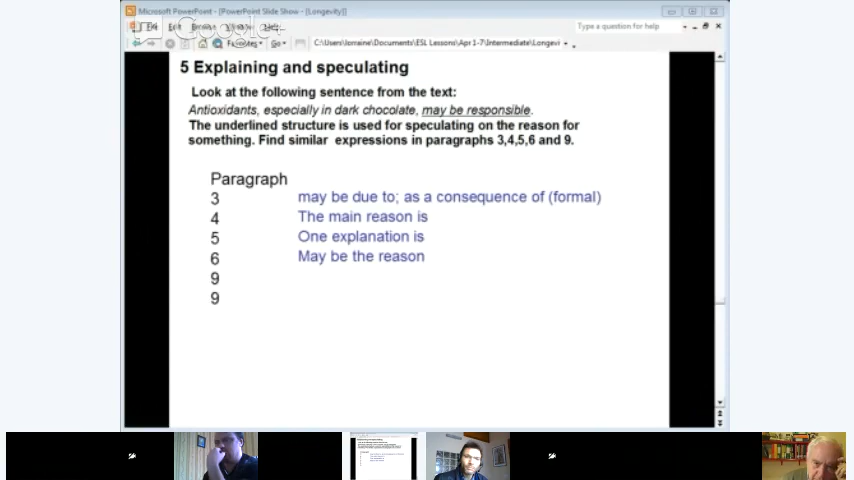 Microsoft PowerPoint - [PowerPoint Slide Show - [Longevity]]
Type a question for help
Favorites Go C:\Users\lorraine\Documents\ESL Lessons\Apr 1-7\Intermediate\Longevi
5 Explaining and speculating
Look at the following sentence from the text:
Antioxidants, especially in dark chocolate, may be responsible.
The underlined structure is used for speculating on the reason for
something. Find similar expressions in paragraphs 3,4,5,6 and 9.
Paragraph
3 may be due to; as a consequence of (formal)
4 The main reason is
5 One explanation is
6 May be the reason
9
9